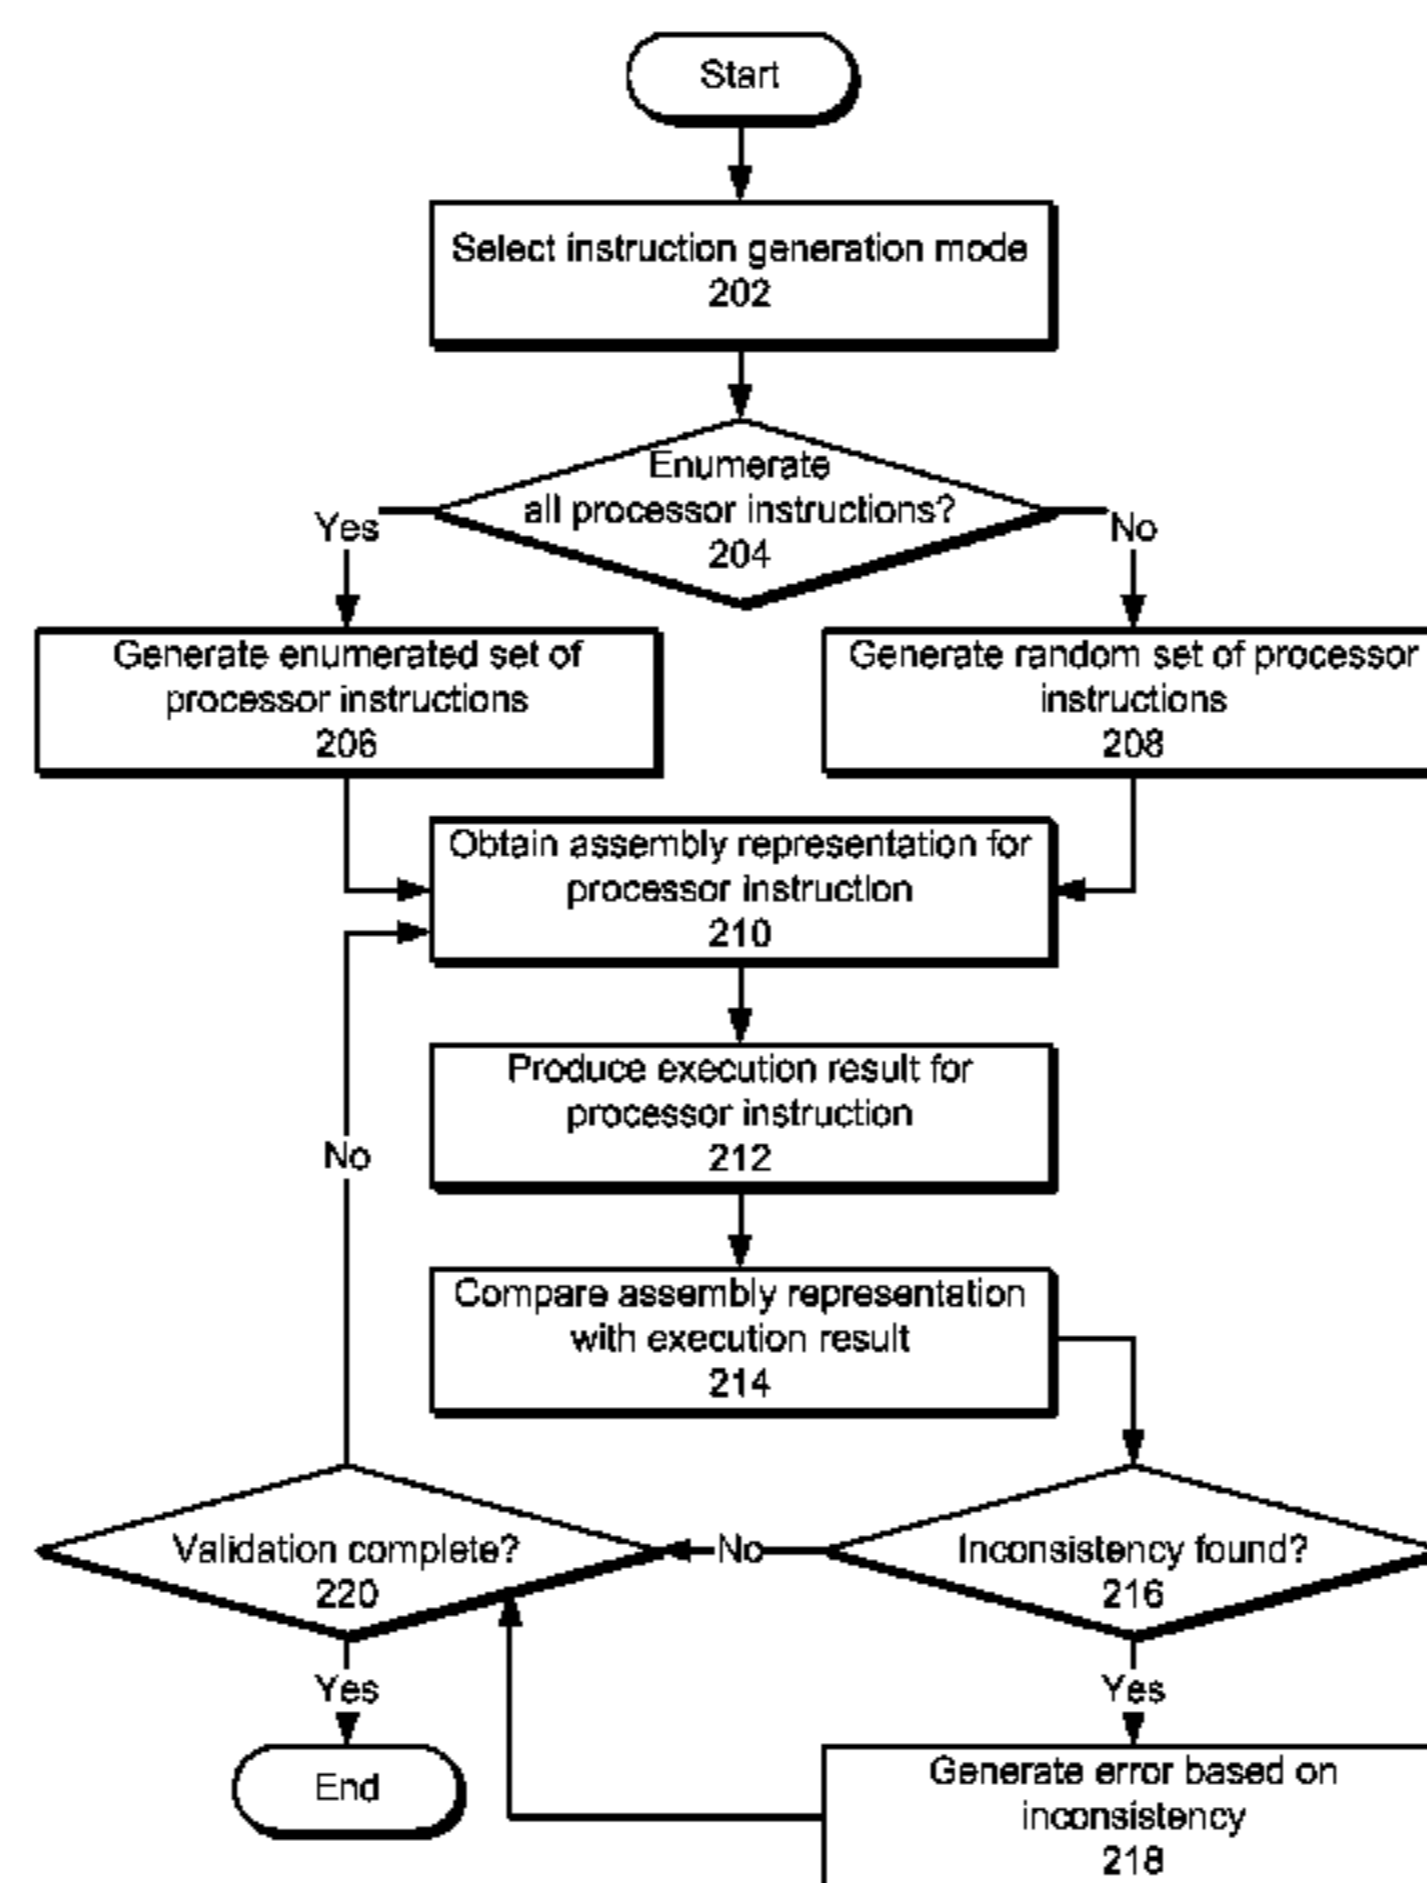 Start
Select instruction generation mode
202
Enumerate
all processor instructions?
204
Yes
No
Generate enumerated set of
processor instructions
206
Generate random set of processor
instructions
208
Obtain assembly representation for
processor instruction
210
Produce execution result for
processor instruction
212
No
Compare assembly representation
with execution result
214
Validation complete?
220
No
Inconsistency found?
216
Yes
Yes
End
Generate error based on
inconsistency
218